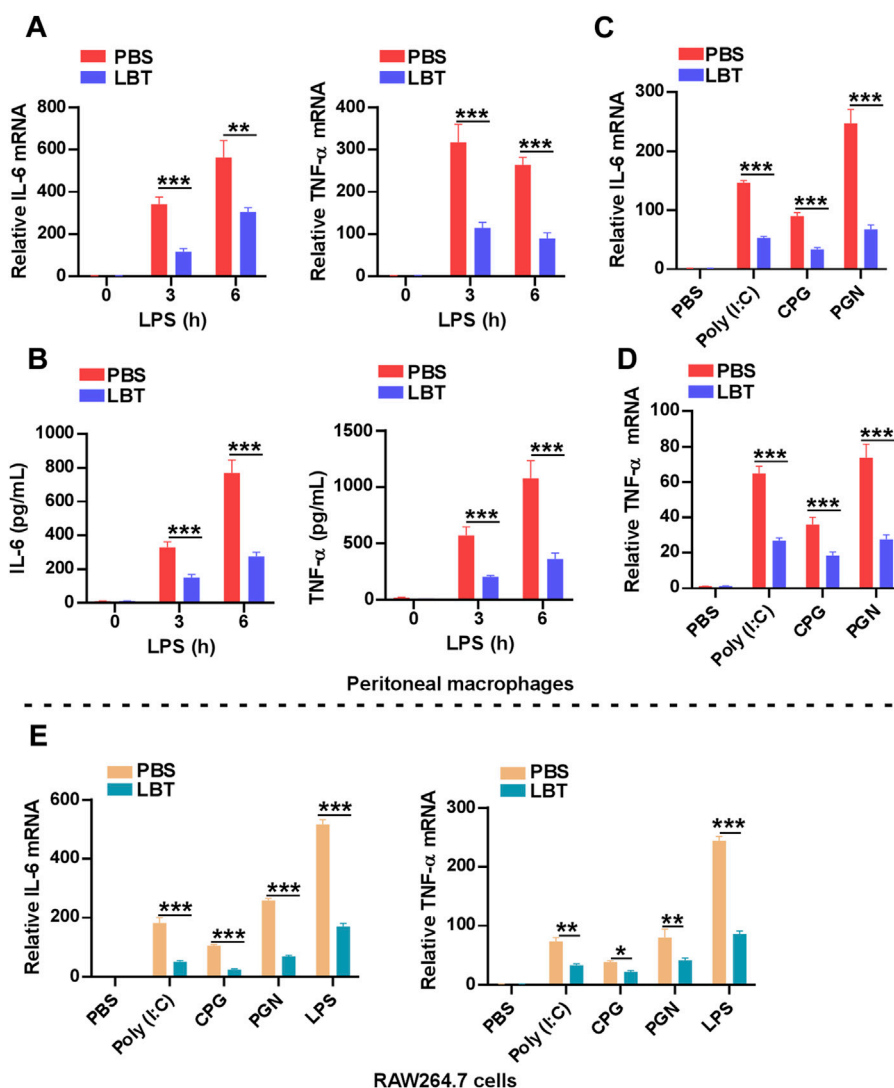 A
PBS
LBT
Relative IL-6 mRNA
800
600
400
200
0
***
**
0 3 6
LPS (h)
PBS
LBT
Relative TNF-α mRNA
400
300
200
100
0
***
***
0 3 6
LPS (h)
C
PBS
LBT
Relative IL-6 mRNA
300
200
100
0
***
***
***
PBS
Poly (I:C)
CPG
PGN
B
PBS
LBT
IL-6 (pg/mL)
1000
800
600
400
200
0
***
***
0 3 6
LPS (h)
PBS
LBT
TNF-α (pg/mL)
1500
1000
500
0
***
***
0 3 6
LPS (h)
D
PBS
LBT
Relative TNF-α mRNA
100
80
60
40
20
0
***
***
***
PBS
Poly (I:C)
CPG
PGN
Peritoneal macrophages
E
PBS
LBT
Relative IL-6 mRNA
600
400
200
0
***
***
***
***
PBS
Poly (I:C)
CPG
PGN
LPS
PBS
LBT
Relative TNF-α mRNA
300
200
100
0
**
*
**
***
PBS
Poly (I:C)
CPG
PGN
LPS
RAW264.7 cells